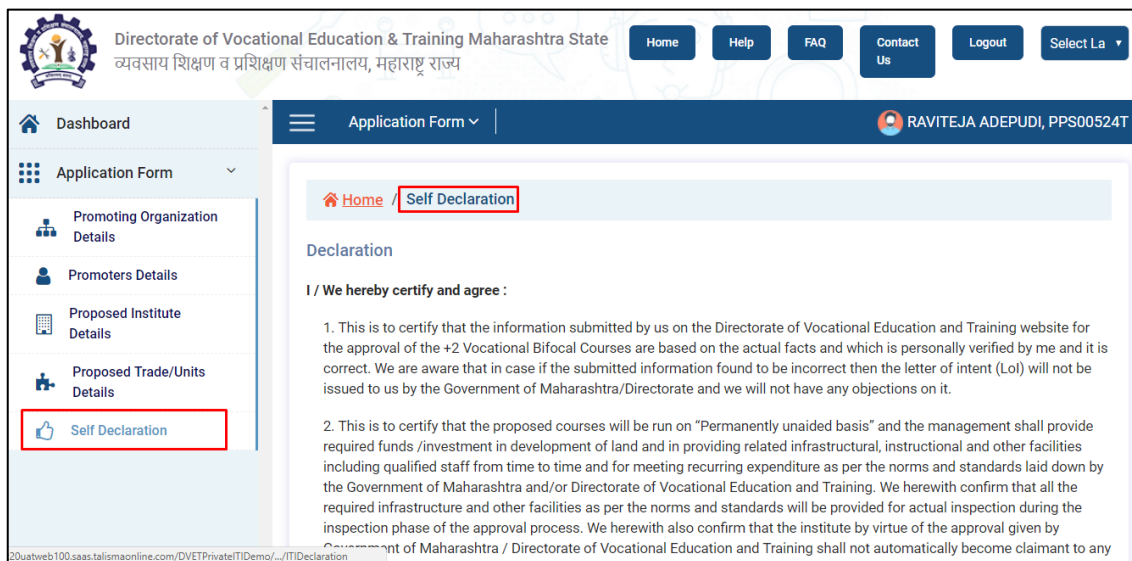 Directorate of Vocational Education & Training Maharashtra State
व्यवसाय शिक्षण व प्रशिक्षण संचालनालय, महाराष्ट्र राज्य
Home
Help
FAQ
Contact
Us
Logout
Select La
Dashboard
Application Form
Promoting Organization
Details
Promoters Details
Proposed Institute
Details
Proposed Trade/Units
Details
Self Declaration
Application Form
RAVITEJA ADEPUDI, PPS00524T
Home / Self Declaration
Declaration
I / We hereby certify and agree :
1. This is to certify that the information submitted by us on the Directorate of Vocational Education and Training website for
the approval of the +2 Vocational Bifocal Courses are based on the actual facts and which is personally verified by me and it is
correct. We are aware that in case if the submitted information found to be incorrect then the letter of intent (LoI) will not be
issued to us by the Government of Maharashtra/Directorate and we will not have any objections on it.
2. This is to certify that the proposed courses will be run on “Permanently unaided basis” and the management shall provide
required funds /investment in development of land and in providing related infrastructural, instructional and other facilities
including qualified staff from time to time and for meeting recurring expenditure as per the norms and standards laid down by
the Government of Maharashtra and/or Directorate of Vocational Education and Training. We herewith confirm that all the
required infrastructure and other facilities as per the norms and standards will be provided for actual inspection during the
inspection phase of the approval process. We herewith also confirm that the institute by virtue of the approval given by
Government of Maharashtra / Directorate of Vocational Education and Training shall not automatically become claimant to any
20uatweb100.saas.talismaonline.com/DVETPrivateITIDemo/.../ITIDeclaration